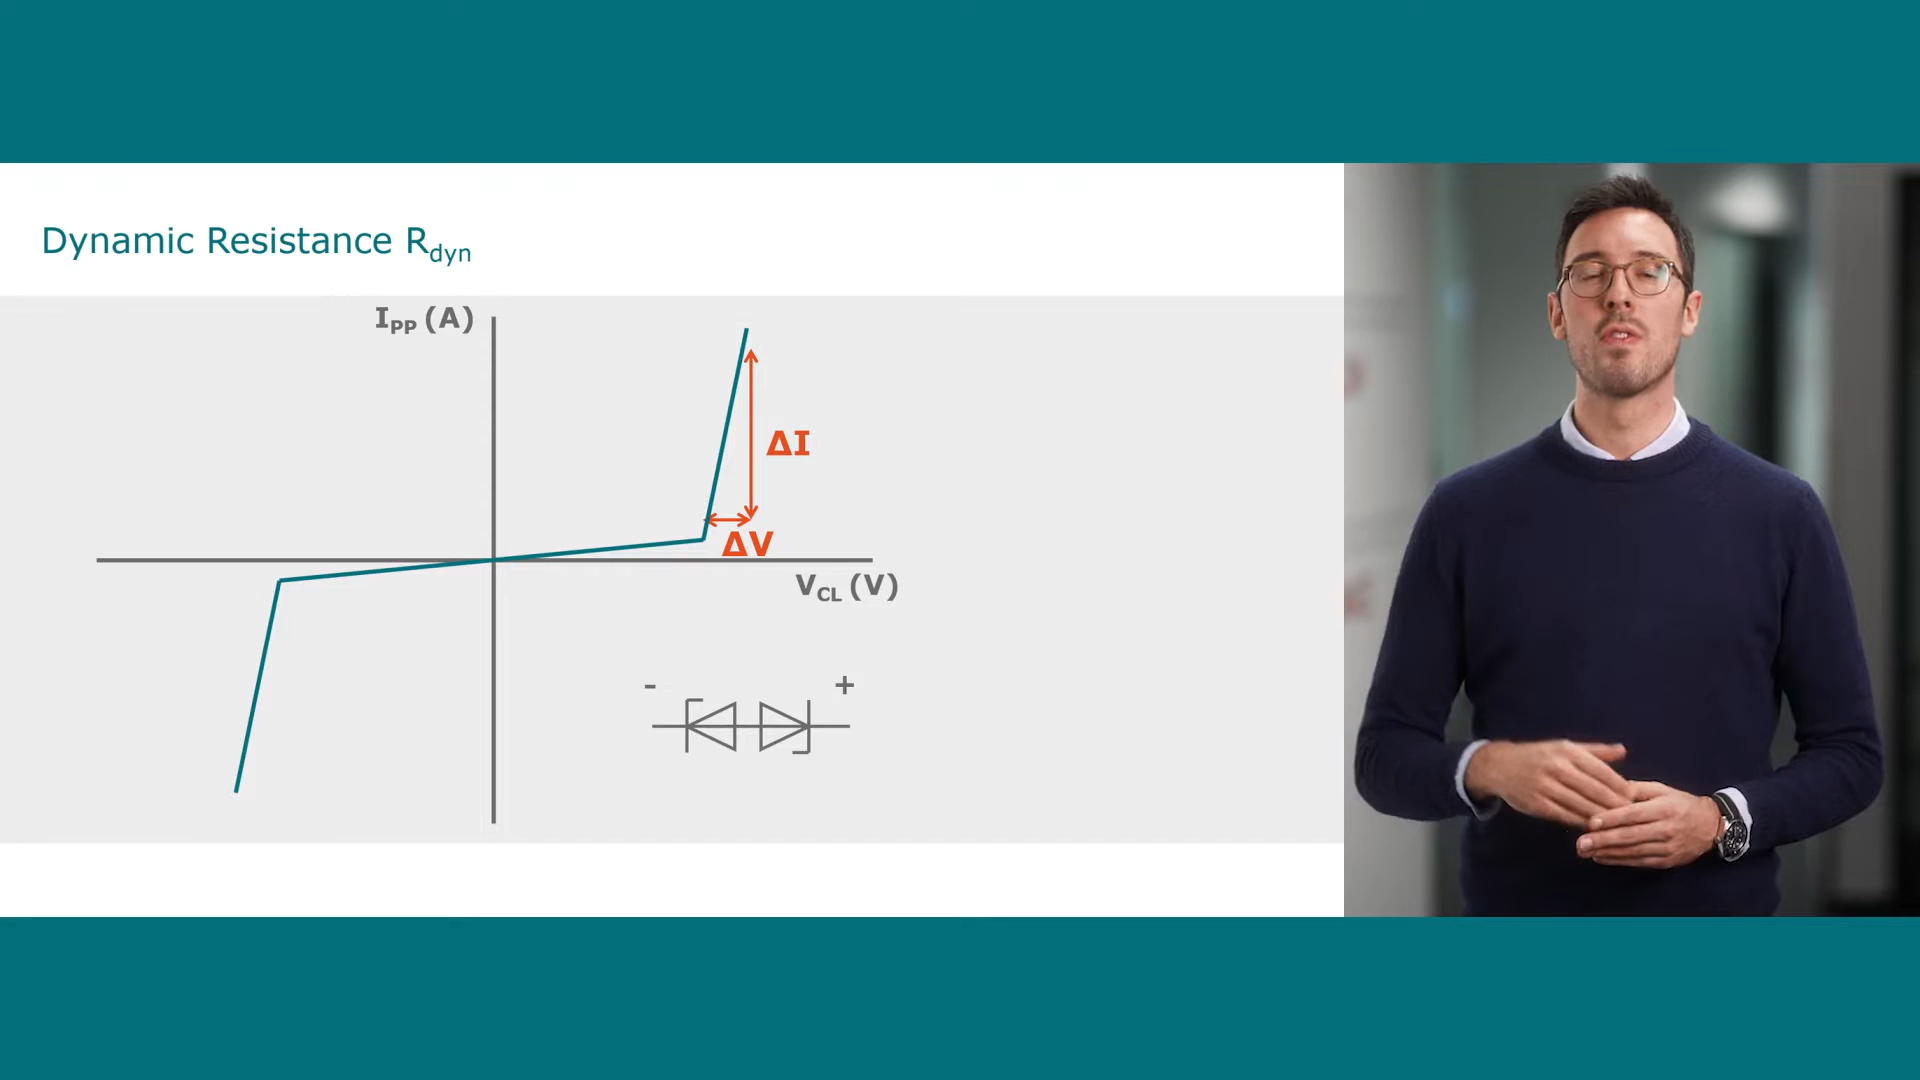 Dynamic Resistance Rdyn
IPP (A)
ΔI
ΔV
VCL (V)
- +